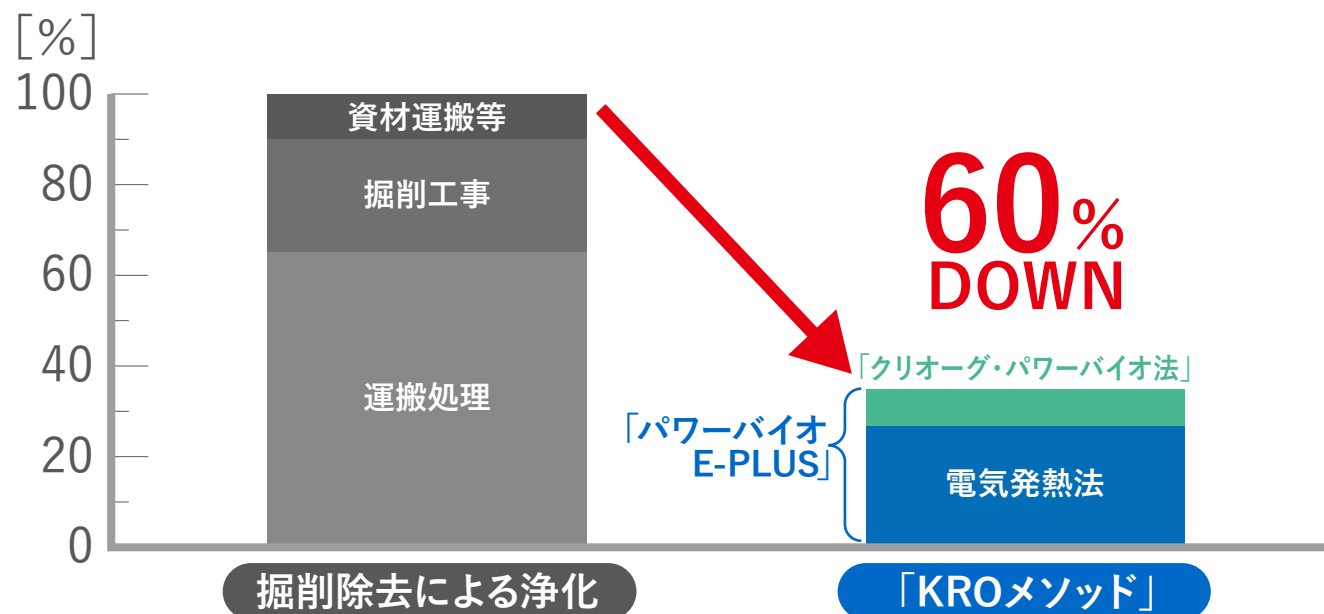 [%]
100
80
60
40
20
0
資材運搬等
掘削工事
運搬処理
掘削除去による浄化
60%
DOWN
「クリオーグ・パワーバイオ法」
「パワーバイオ
E-PLUS」
電気発熱法
「KROメソッド」